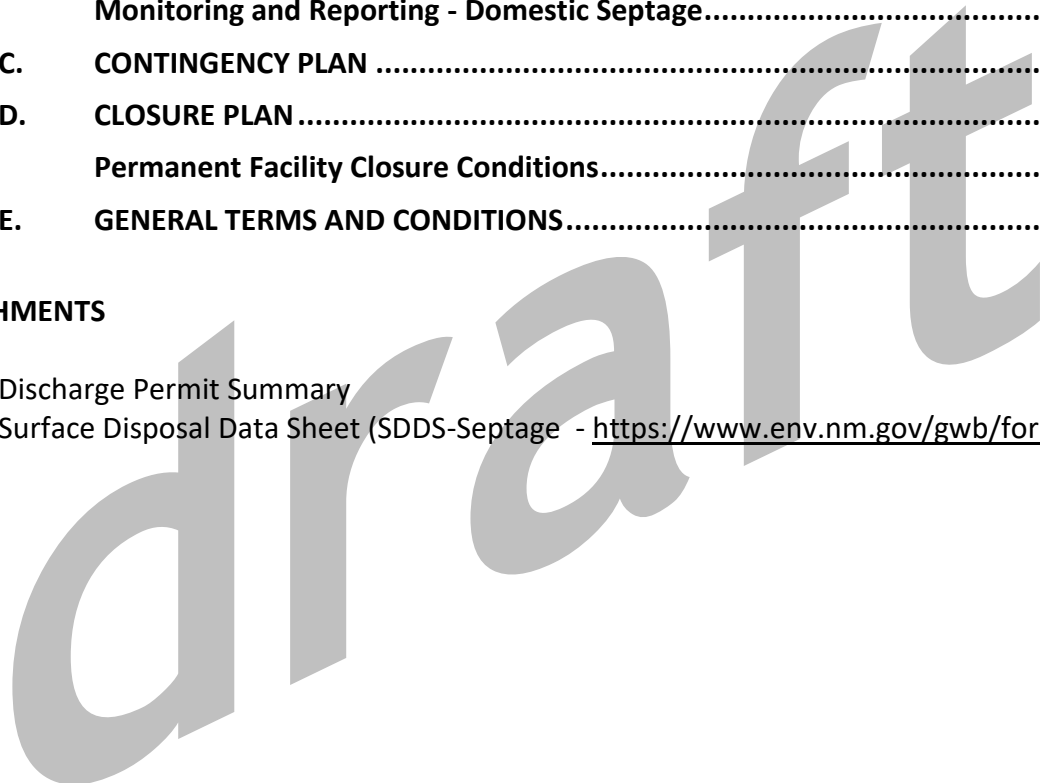 Monitoring and Reporting - Domestic Septage................................................
C. CONTINGENCY PLAN ................................................................................................
D. CLOSURE PLAN ................................................................................................
Permanent Facility Closure Conditions................................................................
E. GENERAL TERMS AND CONDITIONS................................................................
HMENTS
Discharge Permit Summary
Surface Disposal Data Sheet (SDDS-Septage - https://www.env.nm.gov/gwb/for
draft